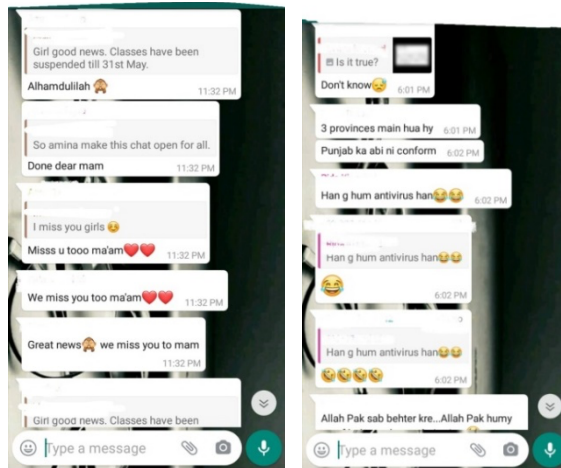 Girl good news. Classes have been
suspended till 31st May.
Alhamdulilah 🙈
11:32 PM
So amina make this chat open for all.
Done dear mam
11:32 PM
I miss you girls ☺️
Misss u tooo ma'am❤️❤️
11:32 PM
We miss you too ma'am❤️❤️
11:32 PM
Great news🙈 we miss you to mam
11:32 PM
Girl good news. Classes have been
Type a message
Is it true?
Don't know😥
6:01 PM
3 provinces main hua hy 6:01 PM
Punjab ka abi ni conform 6:02 PM
Han g hum antivirus han😂😂
6:02 PM
Han g hum antivirus han😂😂
😂
6:02 PM
Han g hum antivirus han😂😂
🤣🤣🤣🤣
6:02 PM
Allah Pak sab behter kre...Allah Pak humy
Type a message